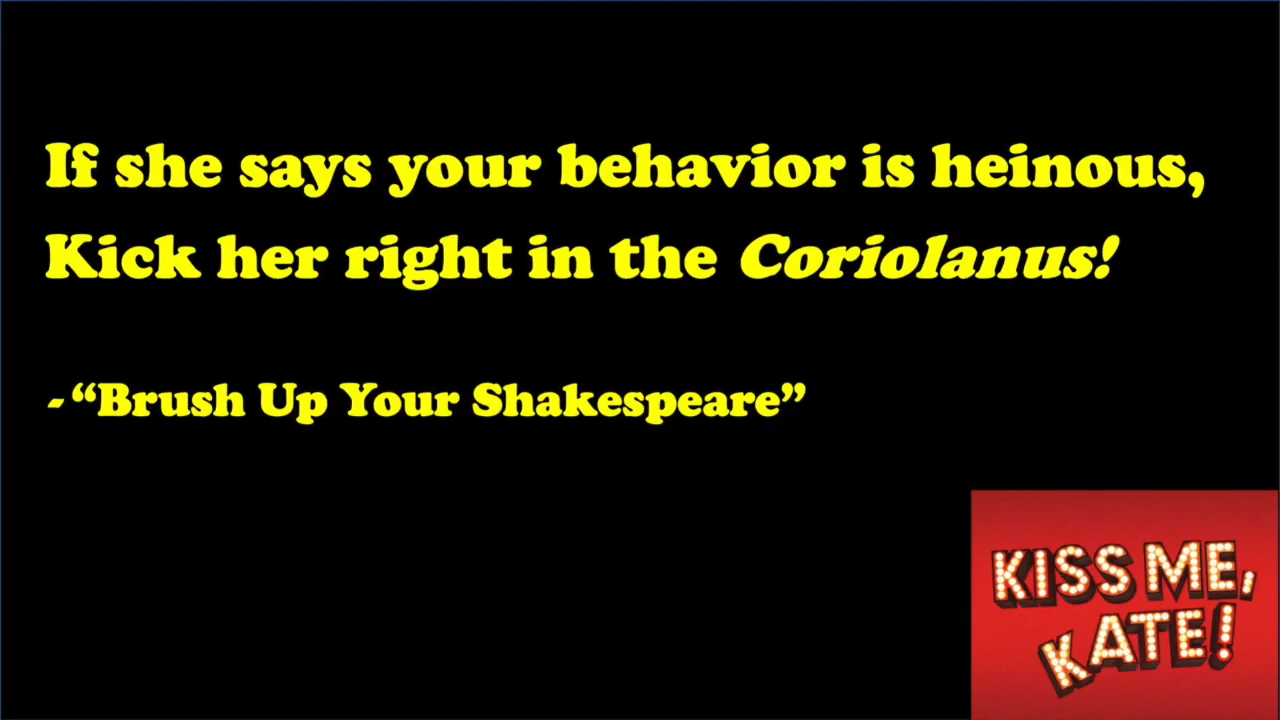 If she says your behavior is heinous,
Kick her right in the Coriolanus!
-“Brush Up Your Shakespeare”
KISS ME,
KATE!